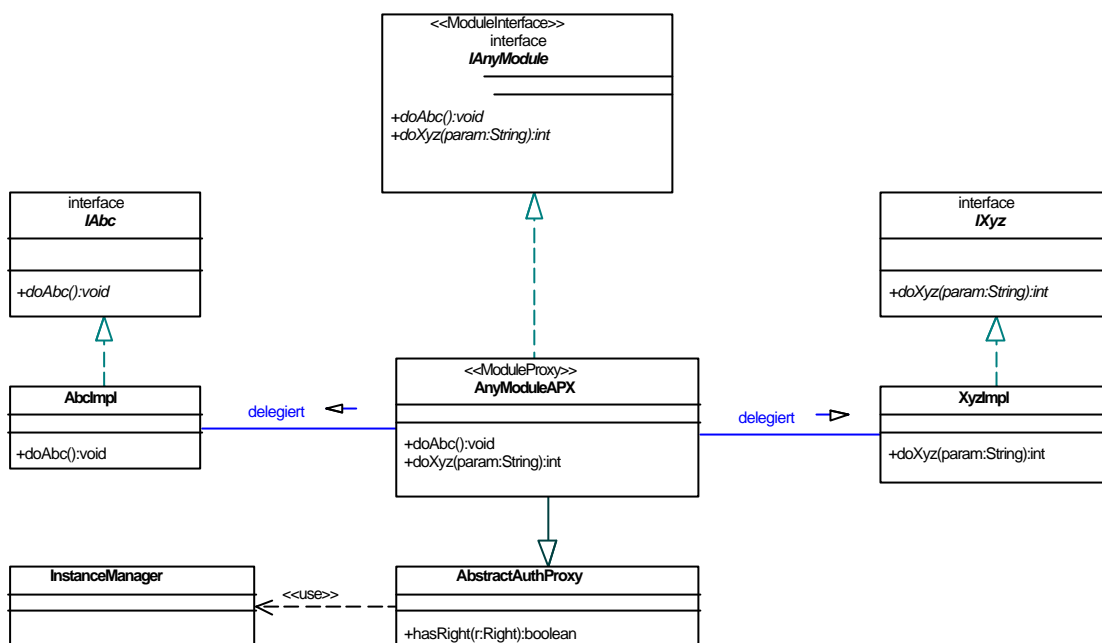 <<ModuleInterface>>
interface
IAnyModule
+doAbc():void
+doXyz(param:String):int
interface
IAbc
+doAbc():void
interface
IXyz
+doXyz(param:String):int
AbcImpl
+doAbc():void
delegiert
<<ModuleProxy>>
AnyModuleAPX
+doAbc():void
+doXyz(param:String):int
delegiert
XyzImpl
+doXyz(param:String):int
InstanceManager
<<use>>
AbstractAuthProxy
+hasRight(r:Right):boolean